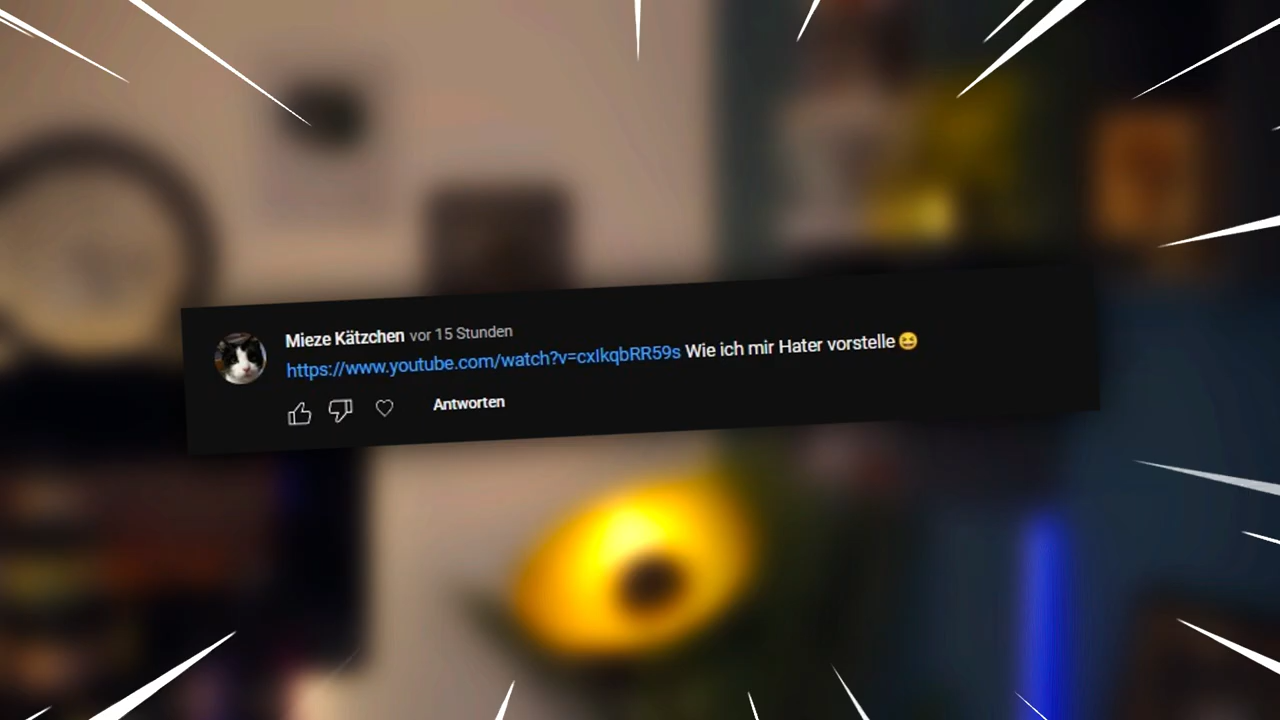 Mieze Kätzchen vor 15 Stunden
https://www.youtube.com/watch?v=cxIkqbRR59s Wie ich mir Hater vorstelle😆
Antworten